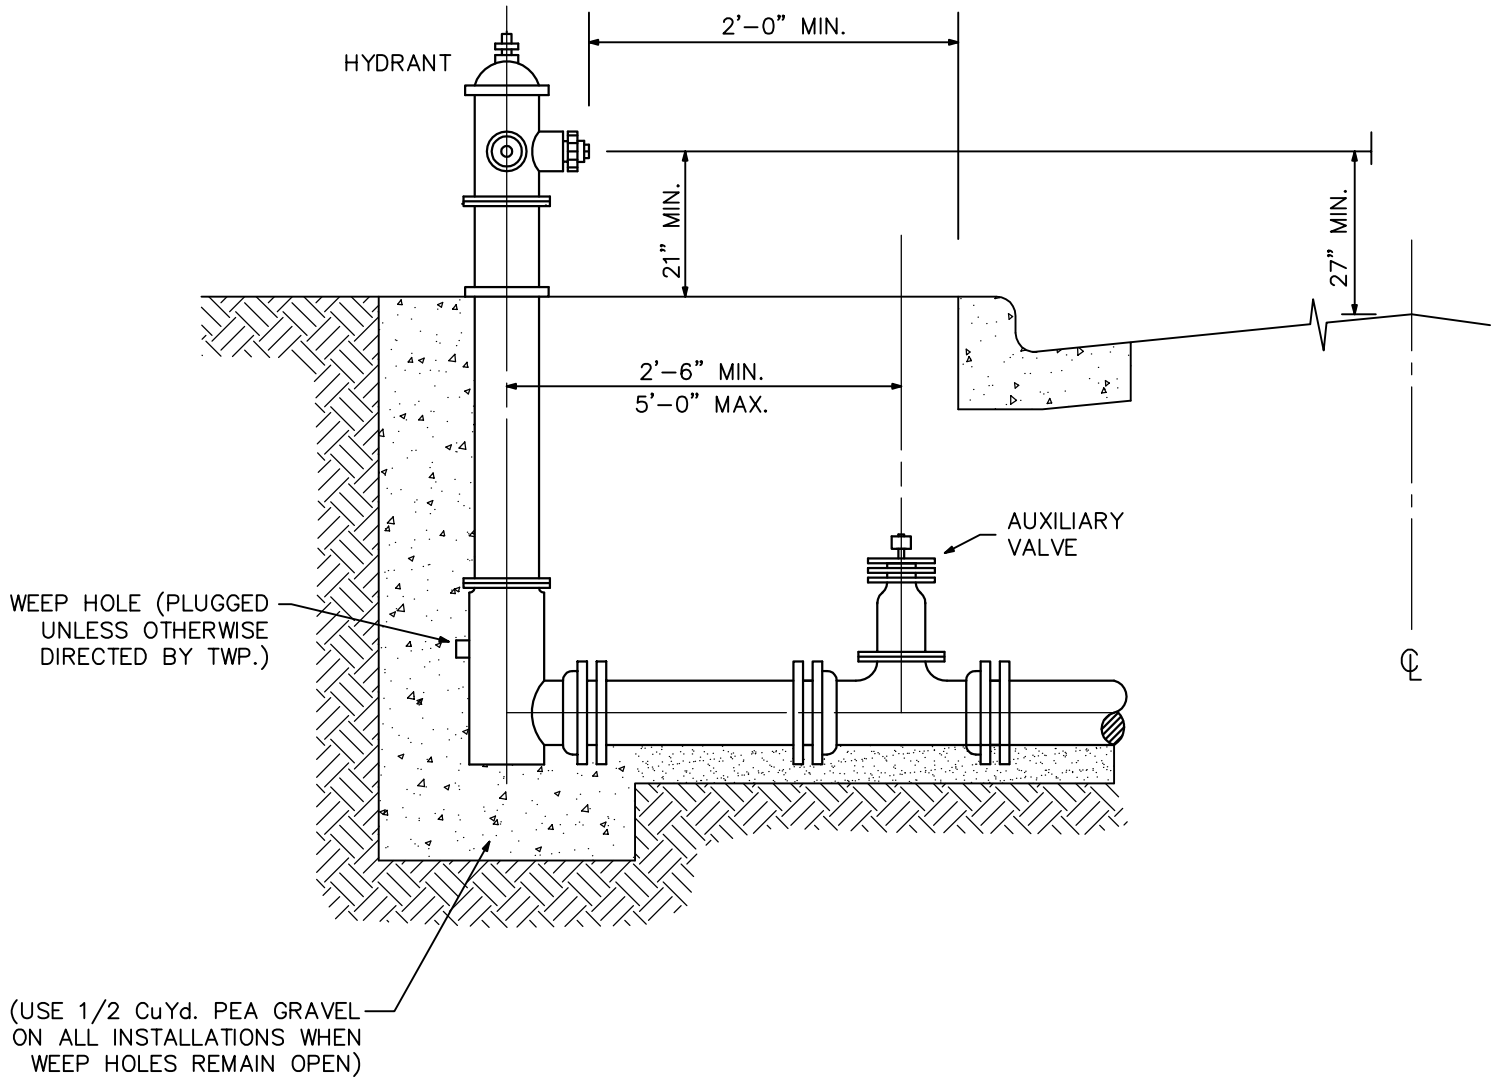 2'-0" MIN.
HYDRANT
21" MIN.
27" MIN.
2'-6" MIN.
5'-0" MAX.
AUXILIARY
VALVE
WEEP HOLE (PLUGGED
UNLESS OTHERWISE
DIRECTED BY TWP.)
℄
(USE 1/2 CuYd. PEA GRAVEL
ON ALL INSTALLATIONS WHEN
WEEP HOLES REMAIN OPEN)